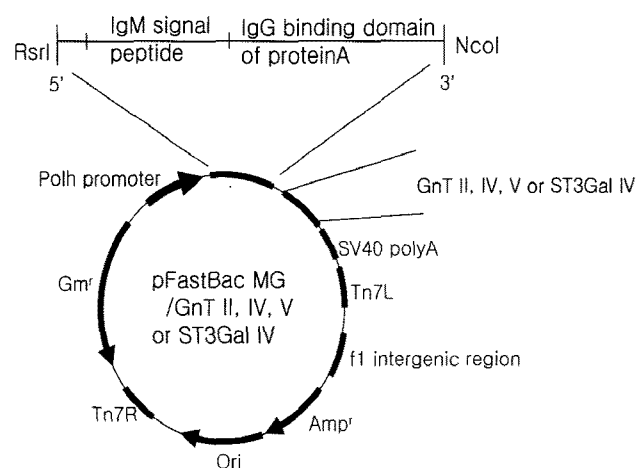 IgM signal peptide
IgG binding domain of proteinA
RsrI
NcoI
5'
3'
Polh promoter
GnT II, IV, V or ST3Gal IV
SV40 polyA
Gmʳ
pFastBac MG
/GnT II, IV, V
or ST3Gal IV
Tn7L
f1 intergenic region
Tn7R
Ampʳ
Ori